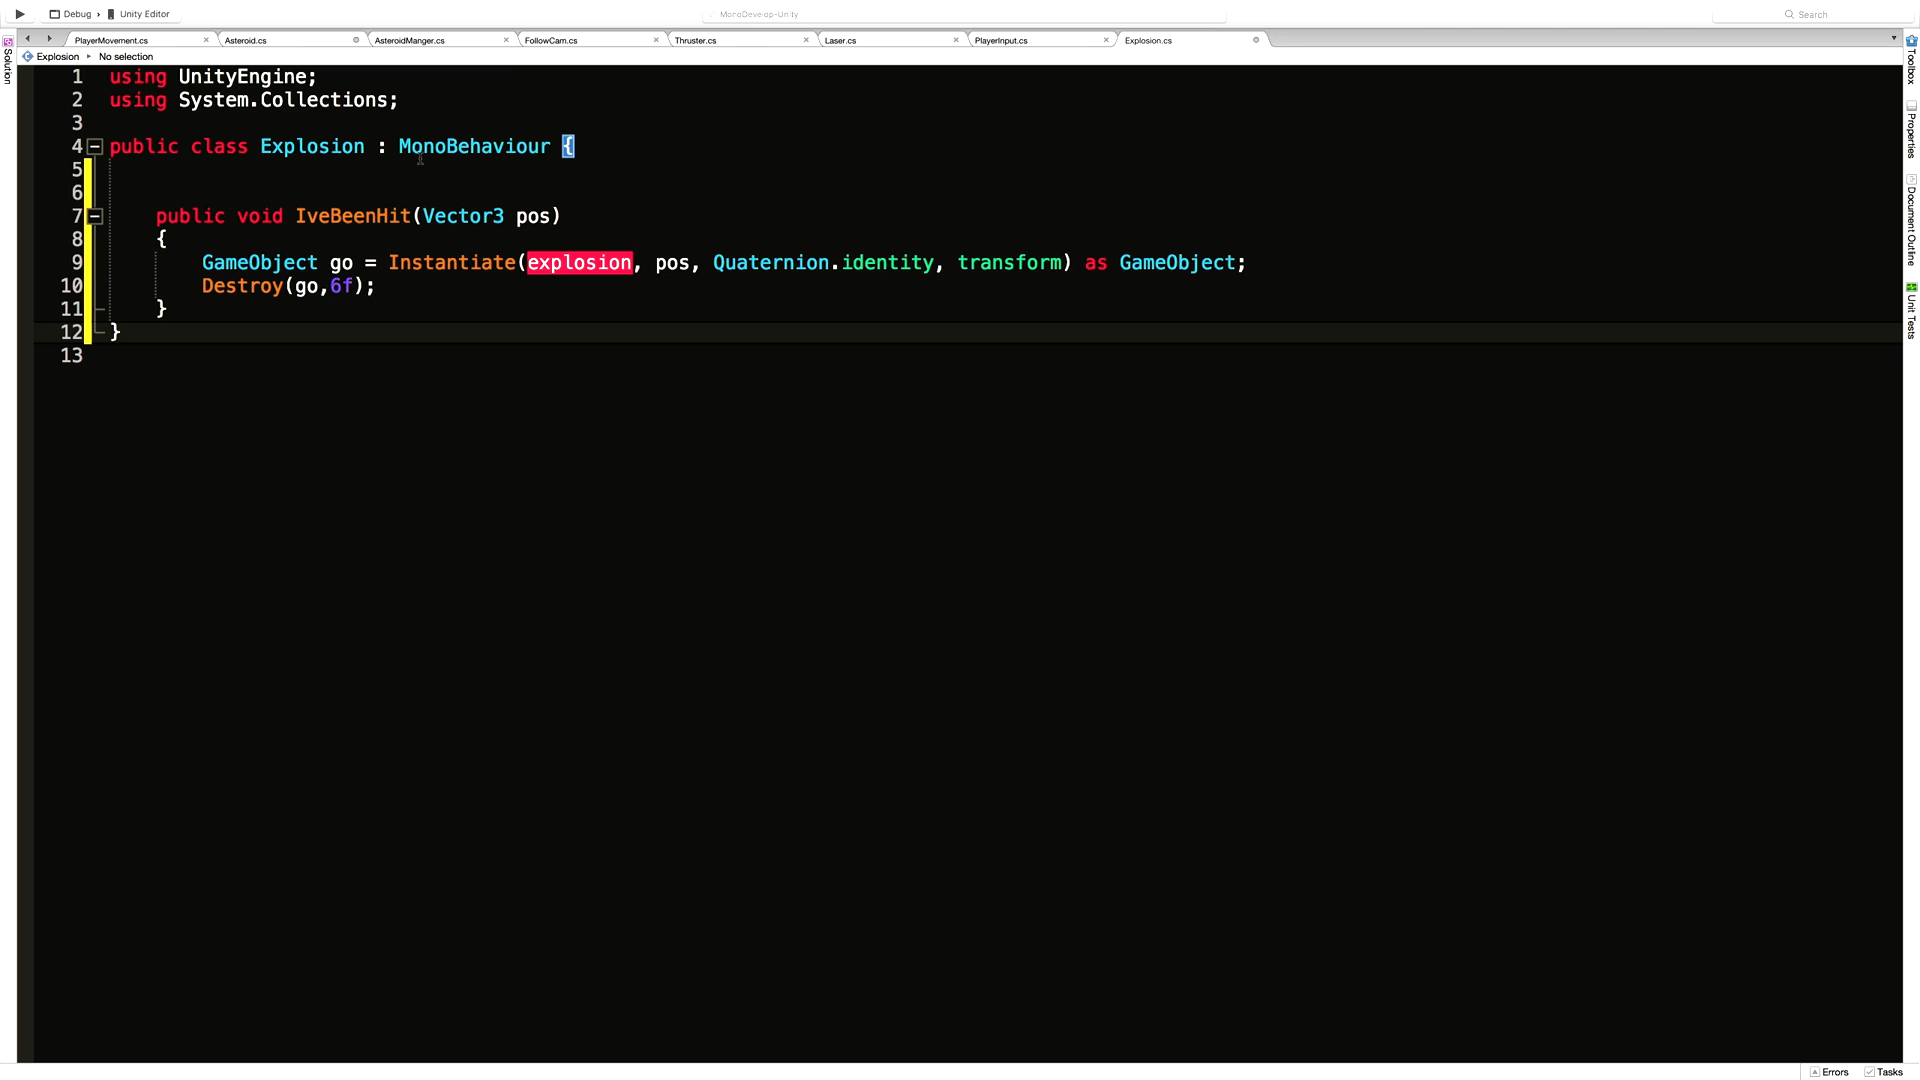 Debug › Unity Editor
MonoDevelop-Unity
Search
PlayerMovement.cs
Asteroid.cs
AsteroidManger.cs
FollowCam.cs
Thruster.cs
Laser.cs
PlayerInput.cs
Explosion.cs
Explosion ▸ No selection
Solution
Toolbox
Properties
Document Outline
Unit Tests
1 using UnityEngine;
2 using System.Collections;
3
4 public class Explosion : MonoBehaviour {
5
6
7 public void IveBeenHit(Vector3 pos)
8 {
9 GameObject go = Instantiate(explosion, pos, Quaternion.identity, transform) as GameObject;
10 Destroy(go,6f);
11 }
12 }
13
Errors
Tasks